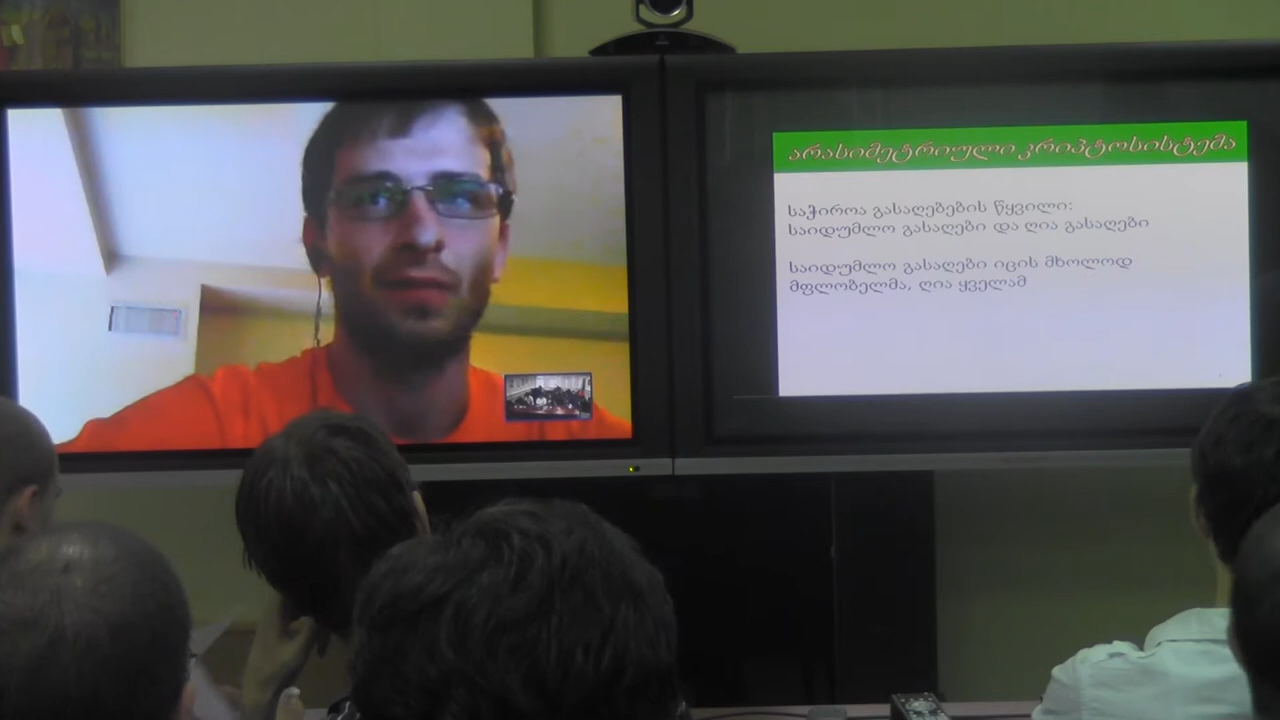 არასიმეტრიული კრიპტოსისტემა
საჭიროა გასაღებების წყვილი:
საიდუმლო გასაღები და ღია გასაღები
საიდუმლო გასაღები იცის მხოლოდ
მფლობელმა, ღია ყველამ